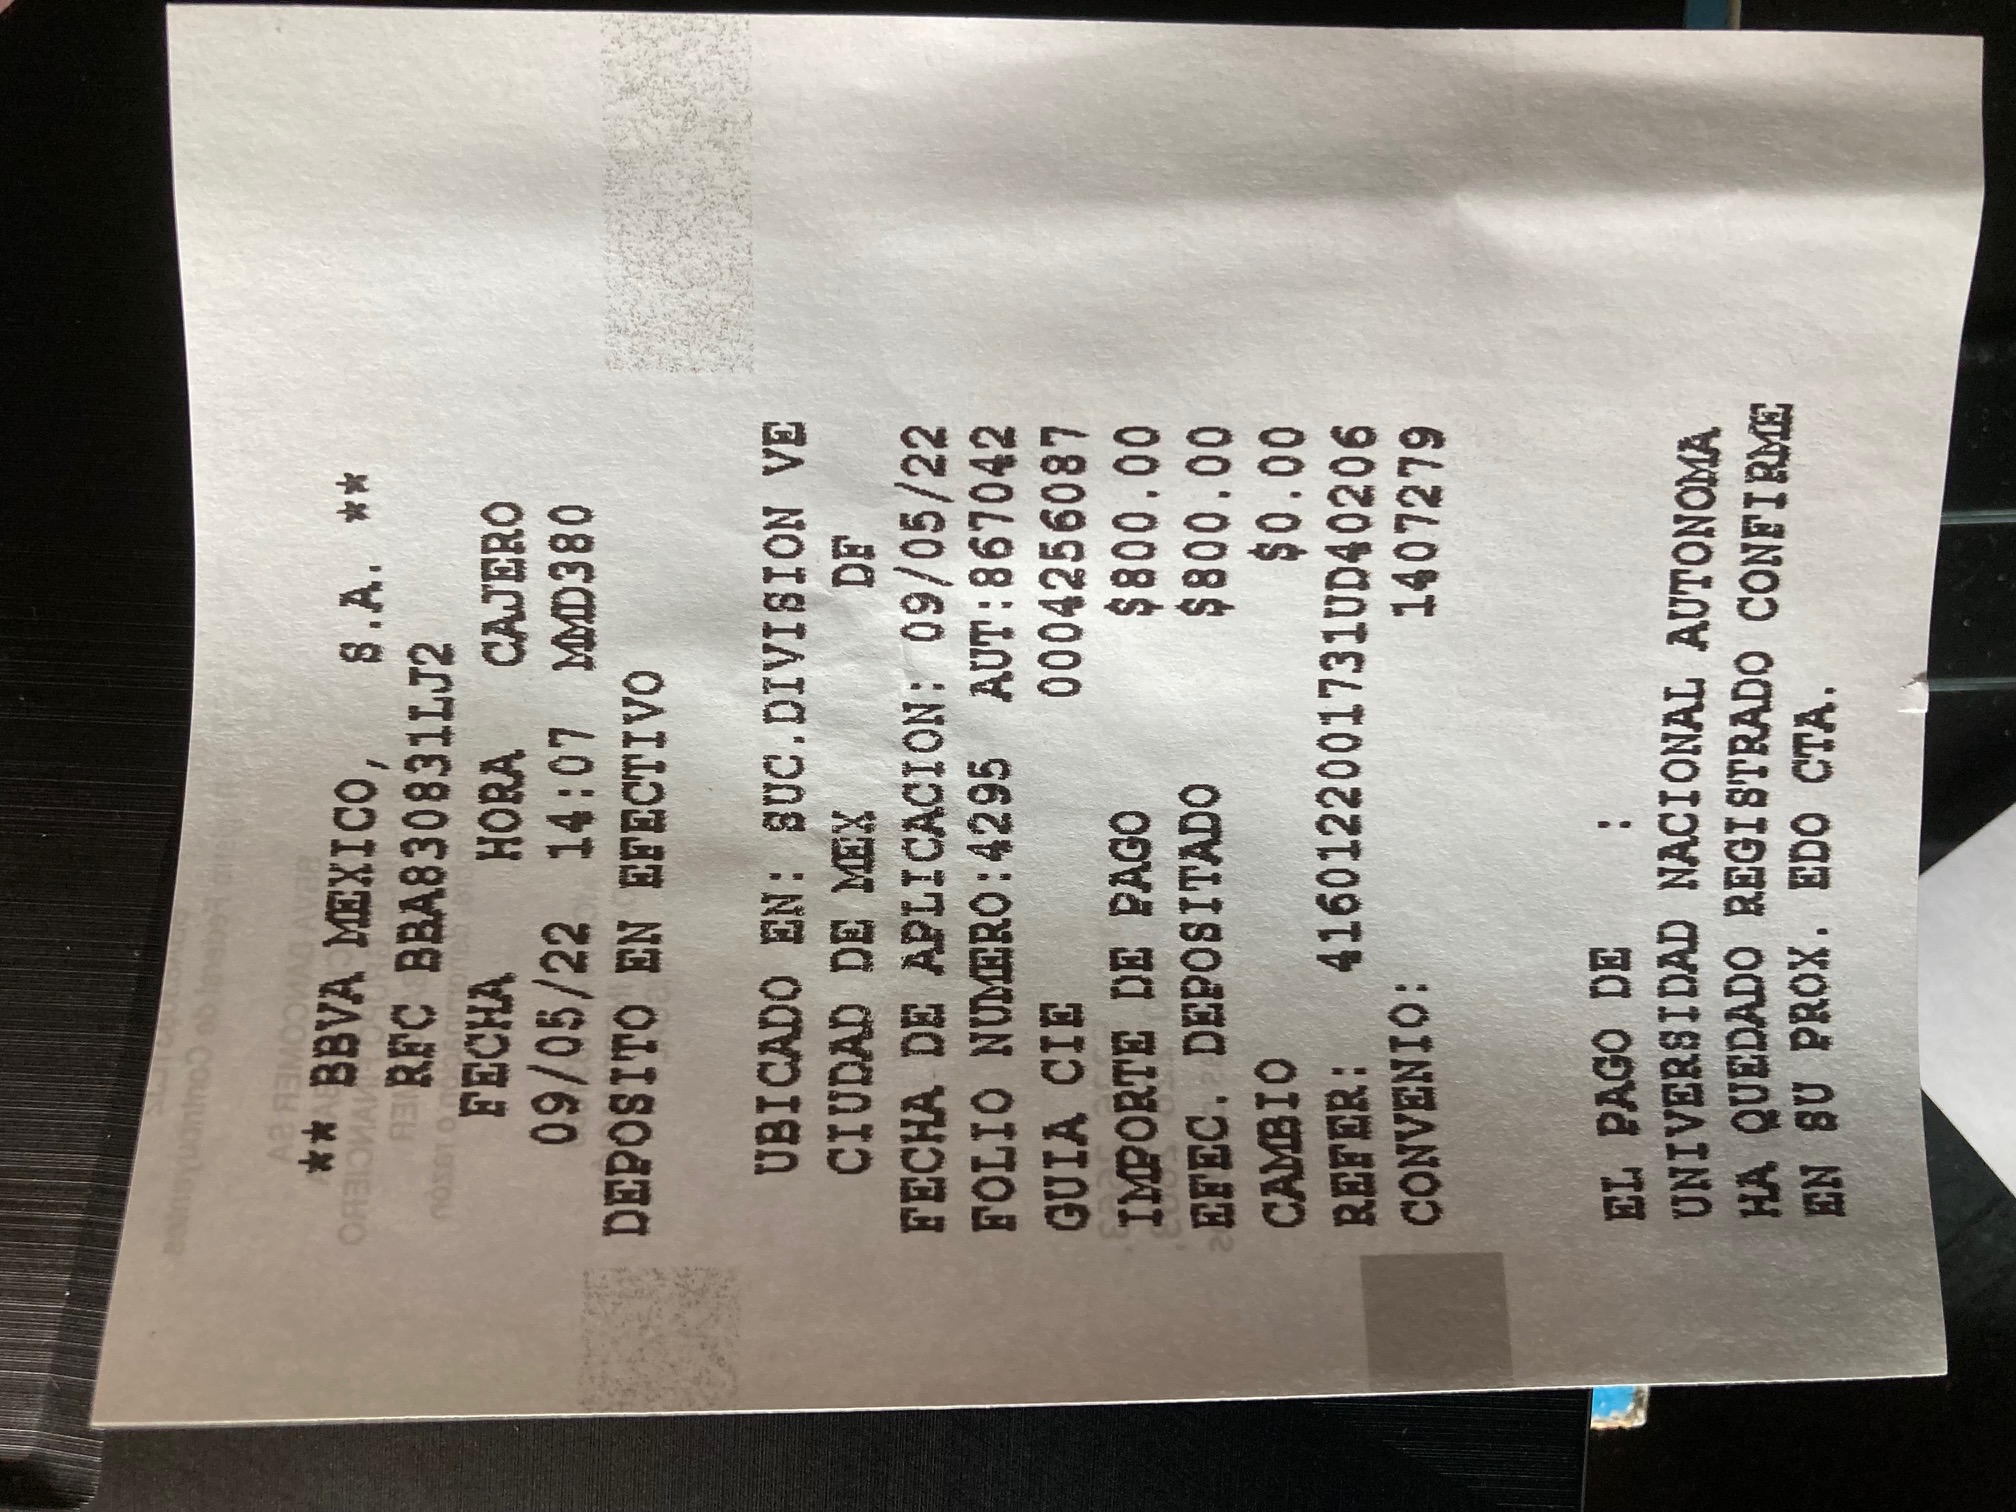 ** BBVA MEXICO, S.A. **
RFC BBA830831LJ2
FECHA HORA CAJERO
09/05/22 14:07 MMD380
DEPOSITO EN EFECTIVO
UBICADO EN: SUC.DIVISION VE
CIUDAD DE MEX DF
FECHA DE APLICACION: 09/05/22
FOLIO NUMERO:4295 AUT:867042
GUIA CIE 0004256087
IMPORTE DE PAGO $800.00
EFEC. DEPOSITADO $800.00
CAMBIO $0.00
REFER: 4160122001731UD40206
CONVENIO: 1407279
EL PAGO DE :
UNIVERSIDAD NACIONAL AUTONOMA
HA QUEDADO REGISTRADO CONFIRME
EN SU PROX. EDO CTA.